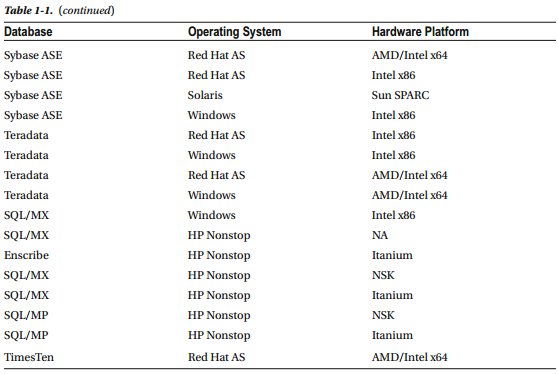 Table 1-1. (continued)
Database Operating System Hardware Platform
Sybase ASE Red Hat AS AMD/Intel x64
Sybase ASE Red Hat AS Intel x86
Sybase ASE Solaris Sun SPARC
Sybase ASE Windows Intel x86
Teradata Red Hat AS Intel x86
Teradata Windows Intel x86
Teradata Red Hat AS AMD/Intel x64
Teradata Windows AMD/Intel x64
SQL/MX Windows Intel x86
SQL/MX HP Nonstop NA
Enscribe HP Nonstop Itanium
SQL/MX HP Nonstop NSK
SQL/MX HP Nonstop Itanium
SQL/MP HP Nonstop NSK
SQL/MP HP Nonstop Itanium
TimesTen Red Hat AS AMD/Intel x64